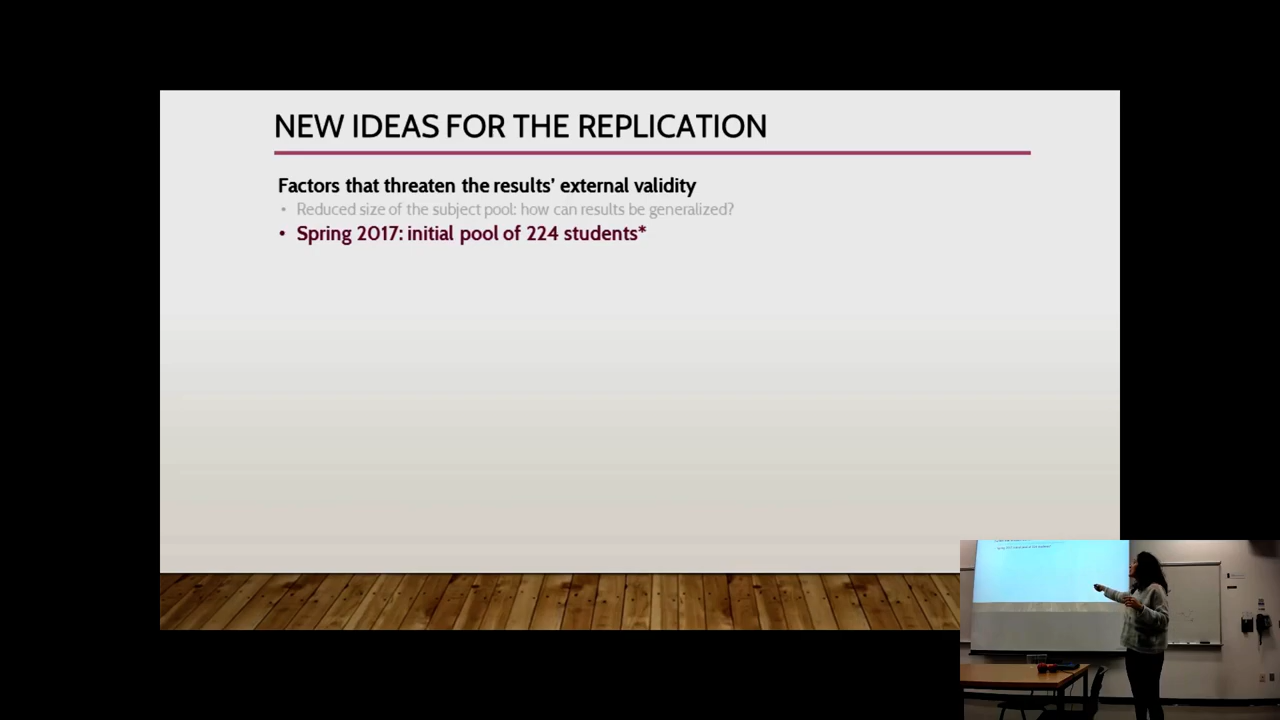 NEW IDEAS FOR THE REPLICATION
Factors that threaten the results’ external validity
• Reduced size of the subject pool: how can results be generalized?
• Spring 2017: initial pool of 224 students*